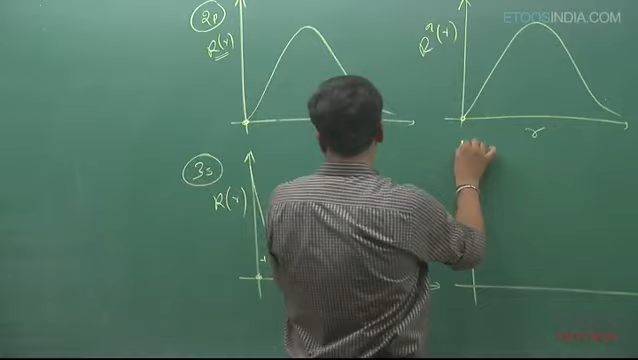 ETOOSINDIA.COM
2p
R(r)
R²(r)
r
3s
R(r)